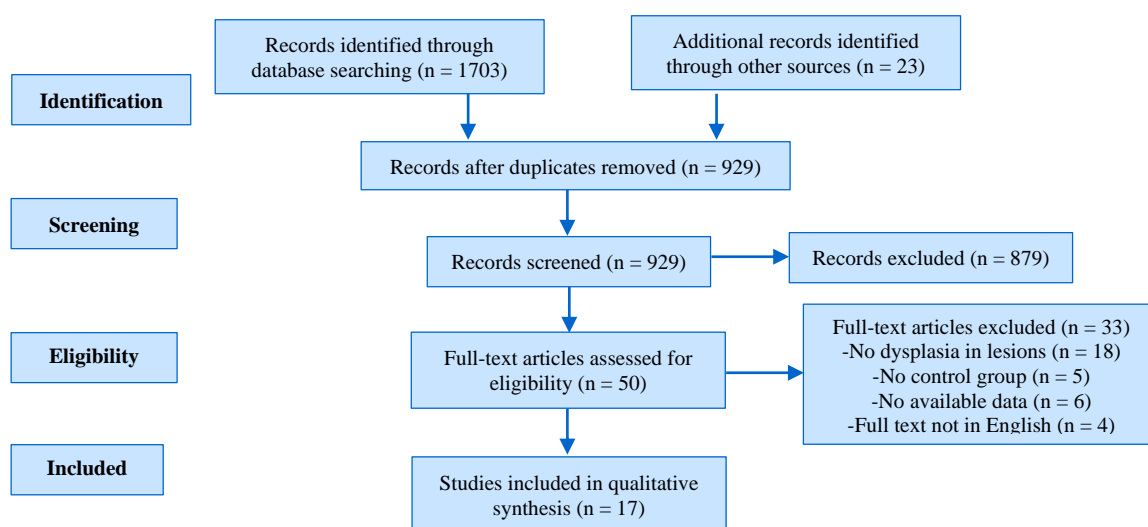 Records identified through
database searching (n = 1703)
Additional records identified
through other sources (n = 23)
Identification
Records after duplicates removed (n = 929)
Screening
Records screened (n = 929)
Records excluded (n = 879)
Eligibility
Full-text articles assessed for
eligibility (n = 50)
Full-text articles excluded (n = 33)
-No dysplasia in lesions (n = 18)
-No control group (n = 5)
-No available data (n = 6)
-Full text not in English (n = 4)
Included
Studies included in qualitative
synthesis (n = 17)